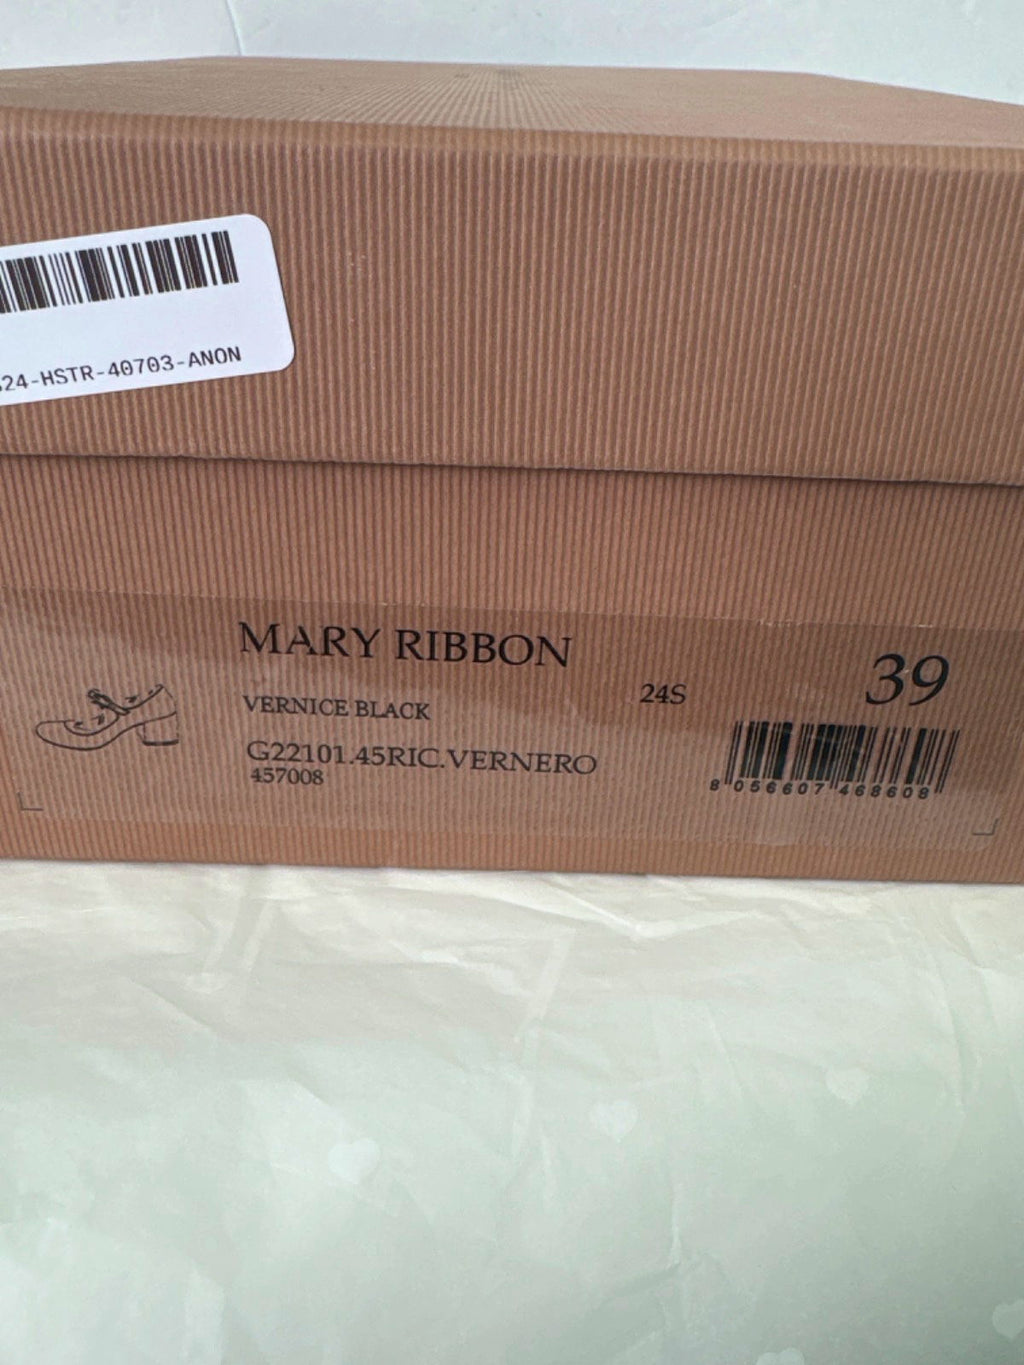 24-HSTR-40703-ANON
MARY RIBBON
39
24S
VERNICE BLACK
G22101.45RIC.VERNERO
457008
8 056607 468608